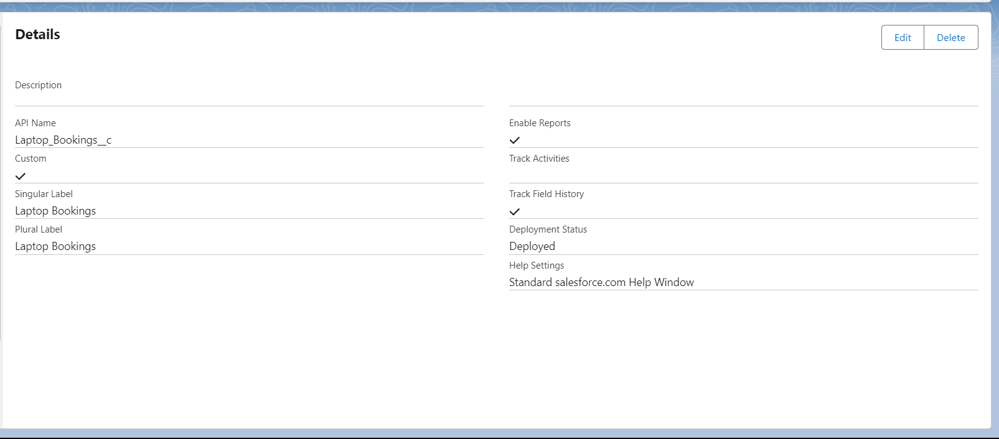 Details
Edit
Delete
Description
API Name
Laptop_Bookings__c
Custom
Singular Label
Laptop Bookings
Plural Label
Laptop Bookings
Enable Reports
Track Activities
Track Field History
Deployment Status
Deployed
Help Settings
Standard salesforce.com Help Window